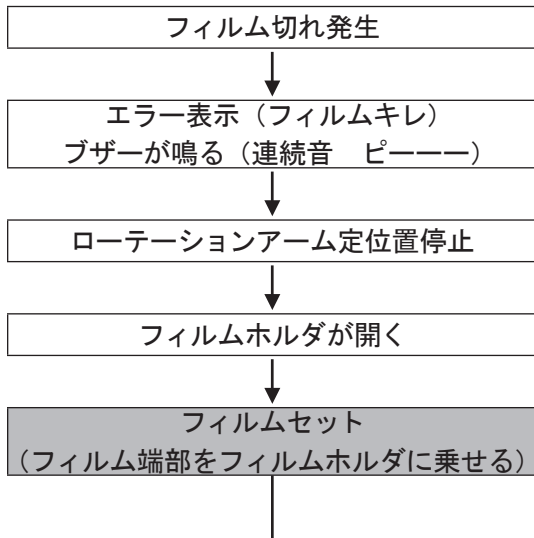 フィルム切れ発生
エラー表示（フィルムキレ）
ブザーが鳴る（連続音　ピーーー）
ローテーションアーム定位置停止
フィルムホルダが開く
フィルムセット
（フィルム端部をフィルムホルダに乗せる）